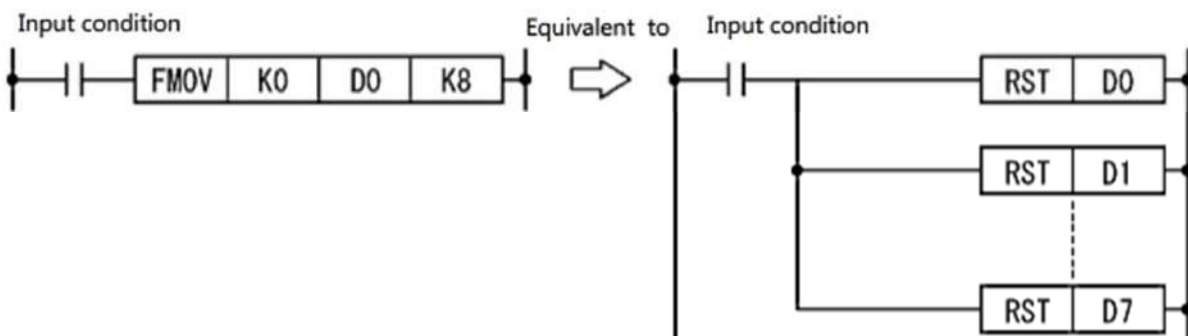 Input condition
FMOV K0 D0 K8
Equivalent to
Input condition
RST D0
RST D1
RST D7